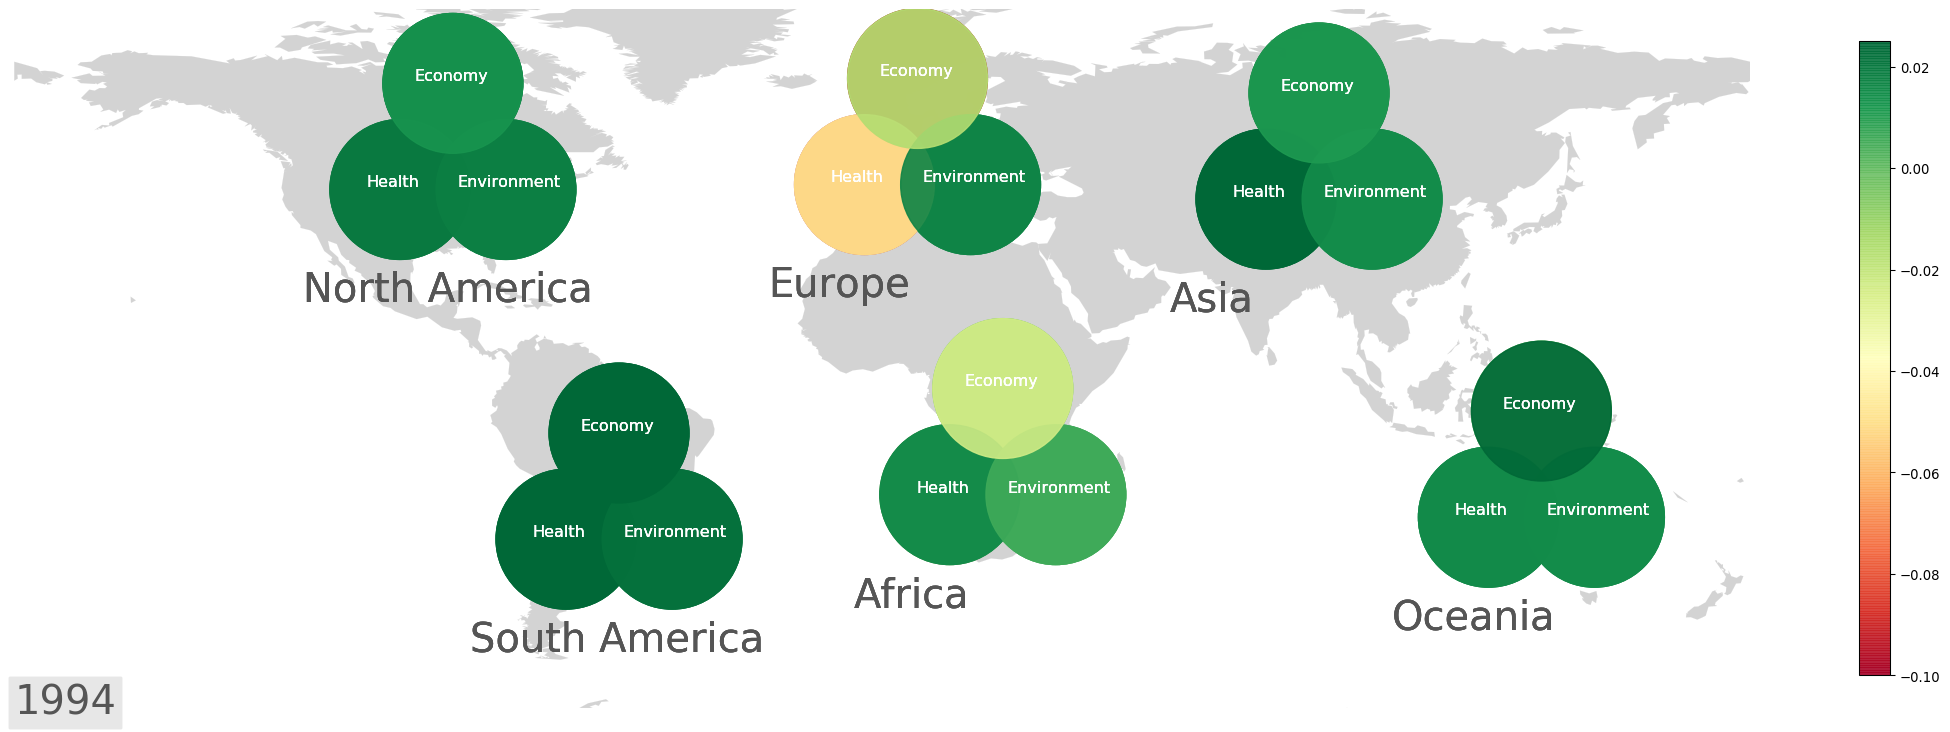 Economy
Health
Environment
North America
Economy
Health
Environment
Europe
Economy
Health
Environment
Asia
Economy
Health
Environment
South America
Economy
Health
Environment
Africa
Economy
Health
Environment
Oceania
1994
0.02
0.00
−0.02
−0.04
−0.06
−0.08
−0.10